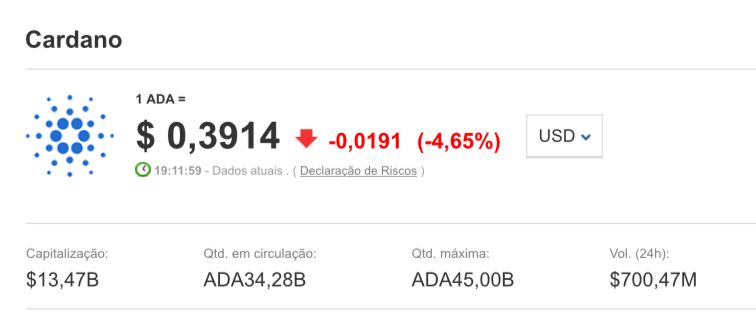 Cardano
1 ADA =
$ 0,3914 -0,0191 (-4,65%) USD
19:11:59 - Dados atuais . ( Declaração de Riscos )
Capitalização: Qtd. em circulação: Qtd. máxima: Vol. (24h):
$13,47B ADA34,28B ADA45,00B $700,47M